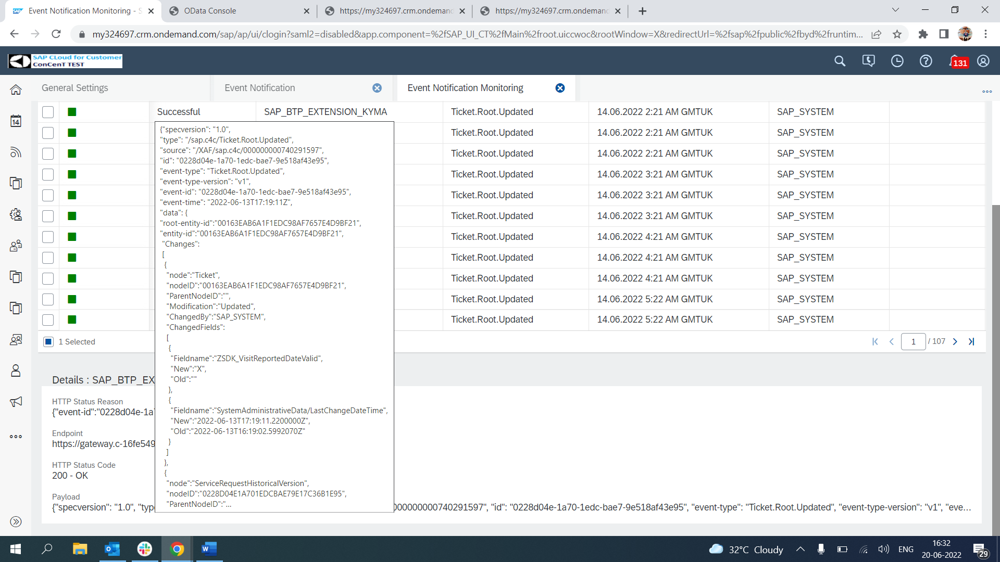 Event Notification Monitoring - S
OData Console
https://my324697.crm.ondemand
https://my324697.crm.ondemand
my324697.crm.ondemand.com/sap/ap/ui/clogin?saml2=disabled&app.component=%2fSAP_UI_CT%2fMain%2froot.uiccwoc&rootWindow=X&redirectUrl=%2fsap%2fpublic%2fbyd%2fruntim...
SAP
SAP CLoud for Customer
ConCenT TEST
131
General Settings
Event Notification
Event Notification Monitoring
14
Successful SAP_BTP_EXTENSION_KYMA Ticket.Root.Updated 14.06.2022 2:21 AM GMTUK SAP_SYSTEM
Ticket.Root.Updated 14.06.2022 2:21 AM GMTUK SAP_SYSTEM
Ticket.Root.Updated 14.06.2022 2:21 AM GMTUK SAP_SYSTEM
Ticket.Root.Updated 14.06.2022 3:21 AM GMTUK SAP_SYSTEM
Ticket.Root.Updated 14.06.2022 3:21 AM GMTUK SAP_SYSTEM
Ticket.Root.Updated 14.06.2022 3:21 AM GMTUK SAP_SYSTEM
Ticket.Root.Updated 14.06.2022 4:21 AM GMTUK SAP_SYSTEM
Ticket.Root.Updated 14.06.2022 4:21 AM GMTUK SAP_SYSTEM
Ticket.Root.Updated 14.06.2022 4:21 AM GMTUK SAP_SYSTEM
Ticket.Root.Updated 14.06.2022 5:22 AM GMTUK SAP_SYSTEM
Ticket.Root.Updated 14.06.2022 5:22 AM GMTUK SAP_SYSTEM
{"specversion": "1.0",
"type": "/sap.c4c/Ticket.Root.Updated",
"source": "/XAF/sap.c4c/000000000740291597",
"id": "0228d04e-1a70-1edc-bae7-9e518af43e95",
"event-type": "Ticket.Root.Updated",
"event-type-version": "v1",
"event-id": "0228d04e-1a70-1edc-bae7-9e518af43e95",
"event-time": "2022-06-13T17:19:11Z",
"data": {
"root-entity-id":"00163EAB6A1F1EDC98AF7657E4D9BF21",
"entity-id":"00163EAB6A1F1EDC98AF7657E4D9BF21",
"Changes":
[
{
"node":"Ticket",
"nodeID":"00163EAB6A1F1EDC98AF7657E4D9BF21",
"ParentNodeID":"",
"Modification":"Updated",
"ChangedBy":"SAP_SYSTEM",
"ChangedFields":
[
{
"Fieldname":"ZSDK_VisitReportedDateValid",
"New":"X",
"Old":""
},
{
"Fieldname":"SystemAdministrativeData/LastChangeDateTime",
"New":"2022-06-13T17:19:11.2200000Z",
"Old":"2022-06-13T16:19:02.5992070Z"
}
]
},
{
"node":"ServiceRequestHistoricalVersion",
"nodeID":"0228D04E1A701EDCBAE79E17C36B1E95",
"ParentNodeID":"...
1 Selected
1 / 107
Details : SAP_BTP_EX
HTTP Status Reason
{"event-id":"0228d04e-1a
Endpoint
https://gateway.c-16fe549
HTTP Status Code
200 - OK
Payload
{"specversion": "1.0", "typ 000000000740291597", "id": "0228d04e-1a70-1edc-bae7-9e518af43e95", "event-type": "Ticket.Root.Updated", "event-type-version": "v1", "eve...
32°C Cloudy
ENG
16:32
20-06-2022
29